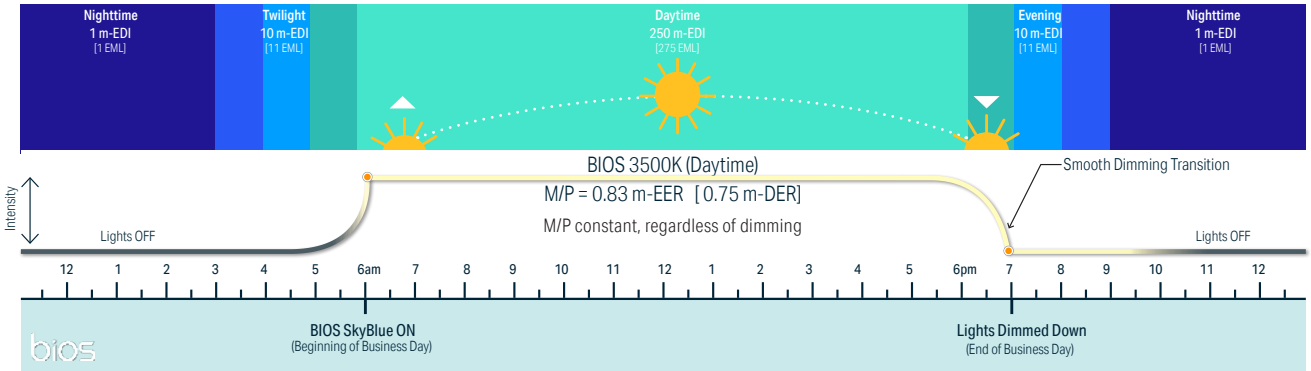 Nighttime
1 m-EDI
[1 EML]
Twilight
10 m-EDI
[11 EML]
Daytime
250 m-EDI
[275 EML]
Evening
10 m-EDI
[11 EML]
Nighttime
1 m-EDI
[1 EML]
Intensity
BIOS 3500K (Daytime)
M/P = 0.83 m-EER [ 0.75 m-DER]
M/P constant, regardless of dimming
Smooth Dimming Transition
Lights OFF
Lights OFF
12 1 2 3 4 5 6am 7 8 9 10 11 12 1 2 3 4 5 6pm 7 8 9 10 11 12
BIOS SkyBlue ON
(Beginning of Business Day)
Lights Dimmed Down
(End of Business Day)
bios